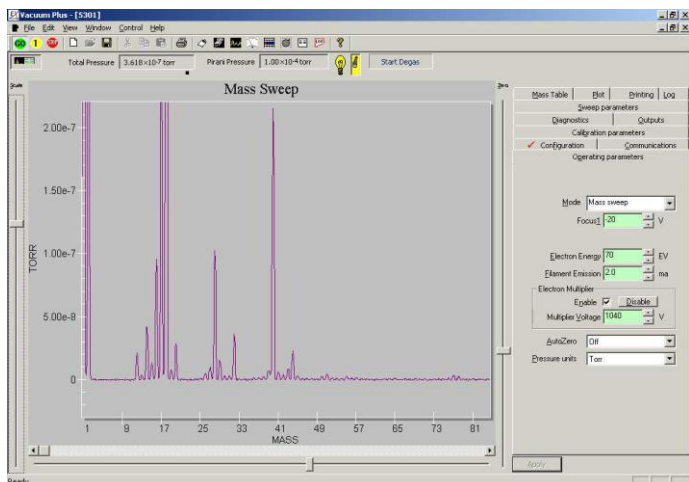 Vacuum Plus - [5301]
File Edit View Window Control Help
GO 1
Total Pressure 3.618×10-7 torr Pirani Pressure 1.00×10-4 torr Start Degas
Scale
Zero
Mass Sweep
2.00e-7
1.50e-7
1.00e-7
5.00e-8
0
TORR
1 9 17 25 33 41 49 57 65 73 81
MASS
Mass Table Plot Printing Log
Sweep parameters
Diagnostics Outputs
Calibration parameters
Configuration Communications
Operating parameters
Mode Mass sweep
Focus1 -20 V
Electron Energy 70 EV
Filament Emission 2.0 ma
Electron Multiplier
Enable Disable
Multiplier Voltage 1040 V
AutoZero Off
Pressure units Torr
Apply
Ready